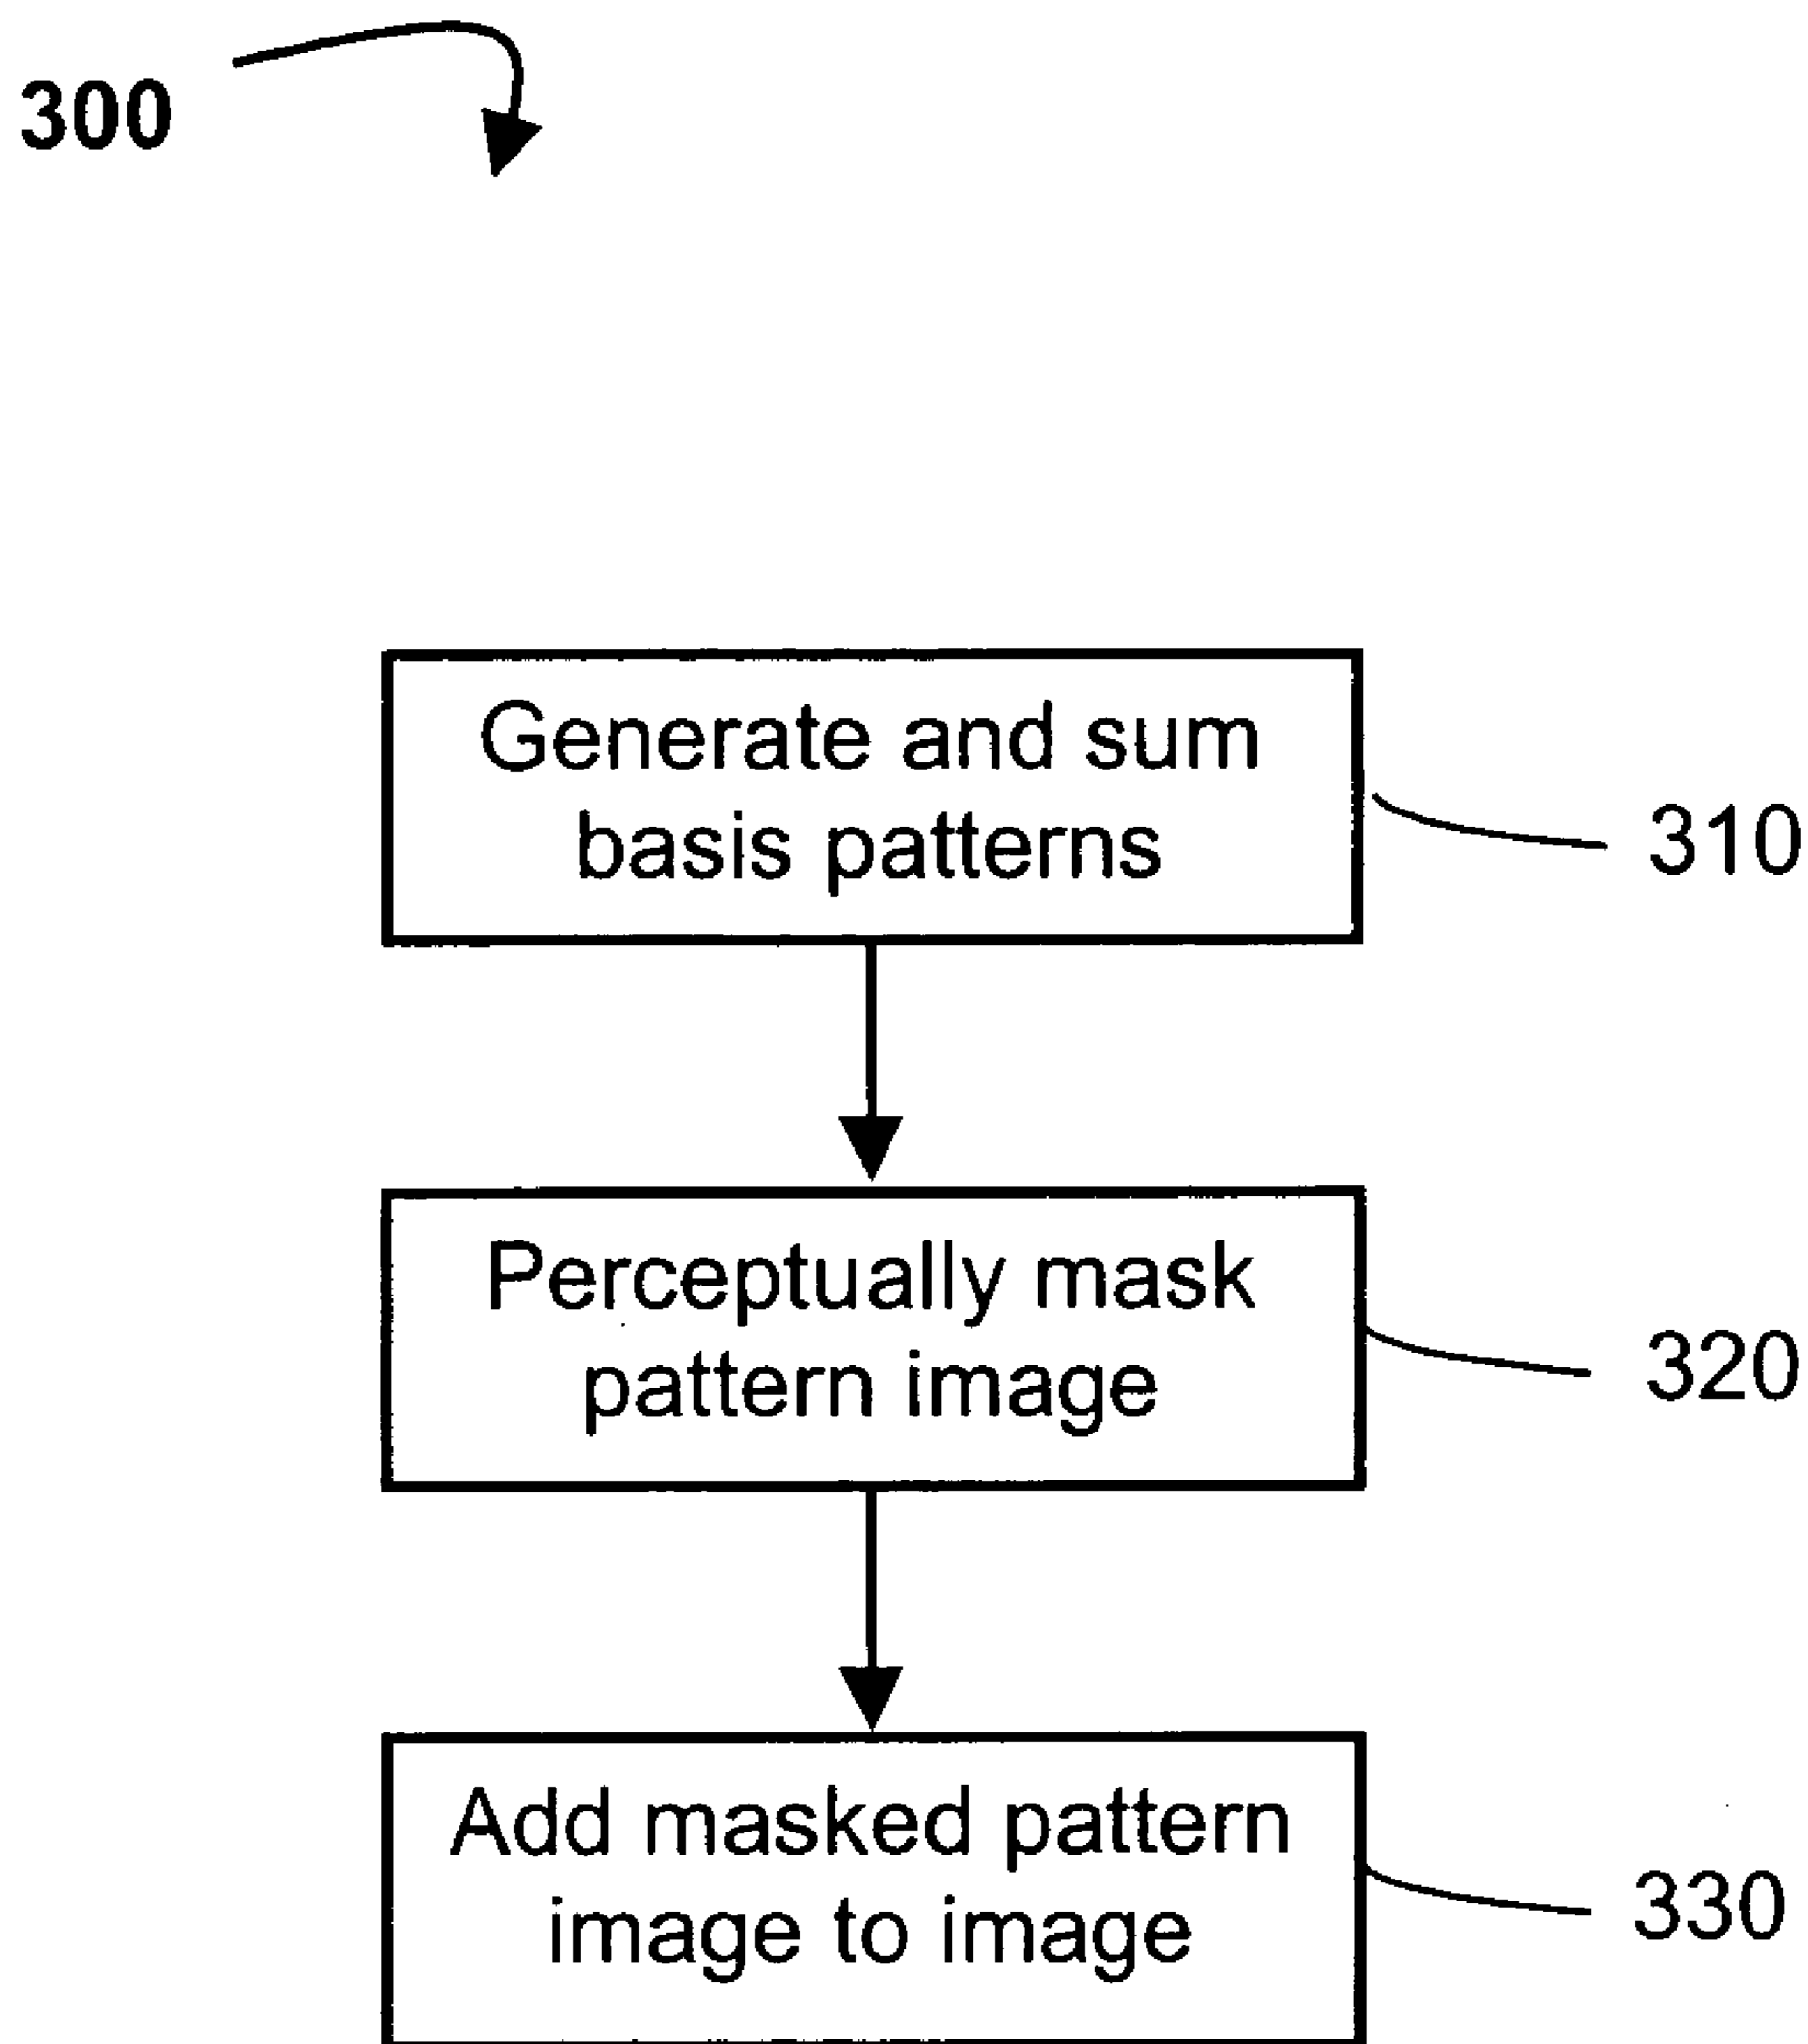 300
Generate and sum
basis patterns
310
Perceptually mask
pattern image
320
Add masked pattern
image to image
330